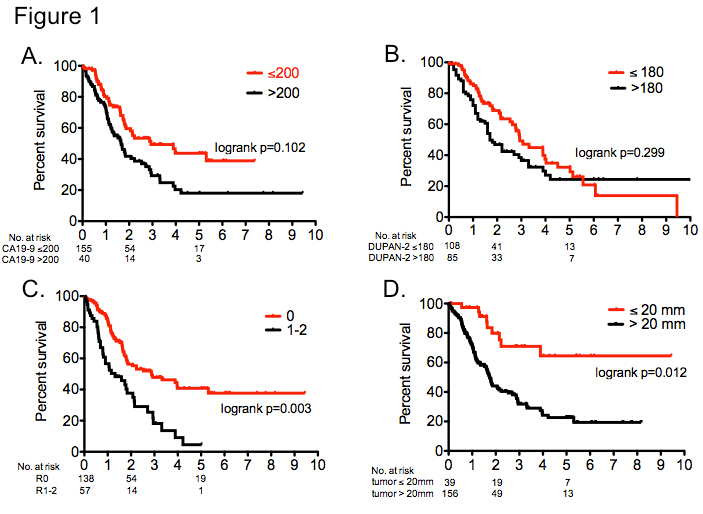 Figure 1
A.
100
80
60
40
20
0
Percent survival
≤200
>200
logrank p=0.102
0 1 2 3 4 5 6 7 8 9 10
No. at risk
CA19-9 ≤200 155 54 17
CA19-9 >200 40 14 3
B.
100
80
60
40
20
0
Percent survival
≤ 180
>180
logrank p=0.299
0 1 2 3 4 5 6 7 8 9 10
No. at risk
DUPAN-2 ≤180 108 41 13
DUPAN-2 >180 85 33 7
C.
100
80
60
40
20
0
Percent survival
0
1-2
logrank p=0.003
0 1 2 3 4 5 6 7 8 9 10
No. at risk
R0 138 54 19
R1-2 57 14 1
D.
100
80
60
40
20
0
Percent survival
≤ 20 mm
> 20 mm
logrank p=0.012
0 1 2 3 4 5 6 7 8 9 10
No. at risk
tumor ≤ 20mm 39 19 7
tumor > 20mm 156 49 13